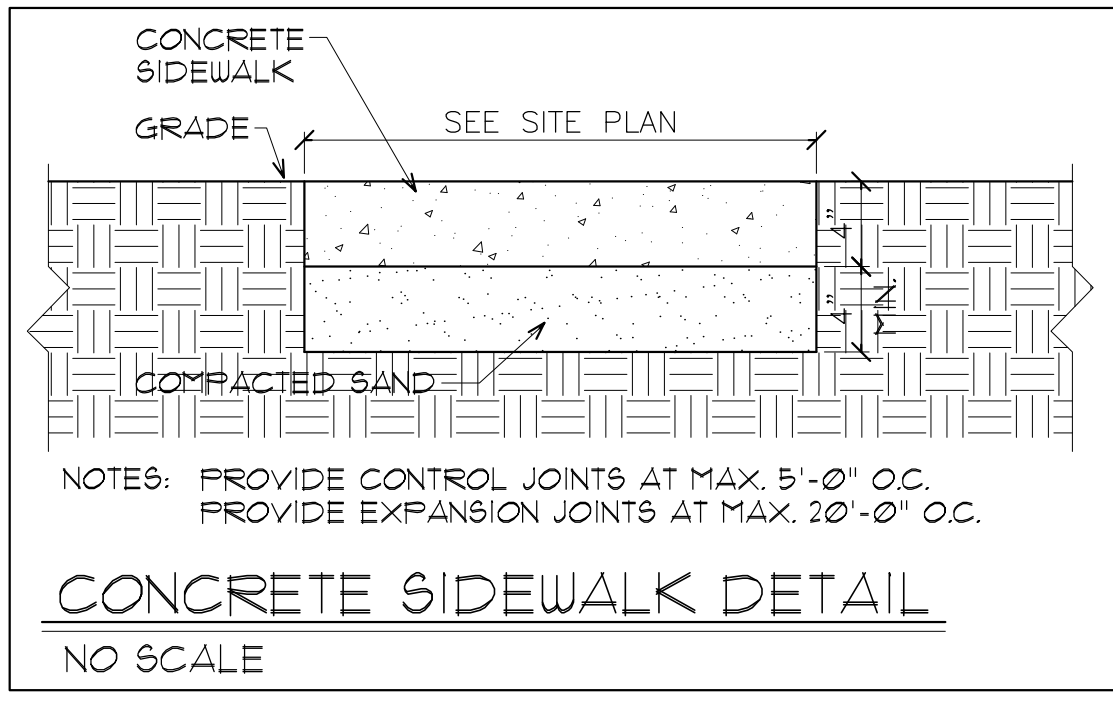 CONCRETE
SIDEWALK
GRADE
SEE SITE PLAN
4"
4"
MIN.
COMPACTED SAND
NOTES: PROVIDE CONTROL JOINTS AT MAX. 5'-0" O.C.
PROVIDE EXPANSION JOINTS AT MAX. 20'-0" O.C.
CONCRETE SIDEWALK DETAIL
NO SCALE